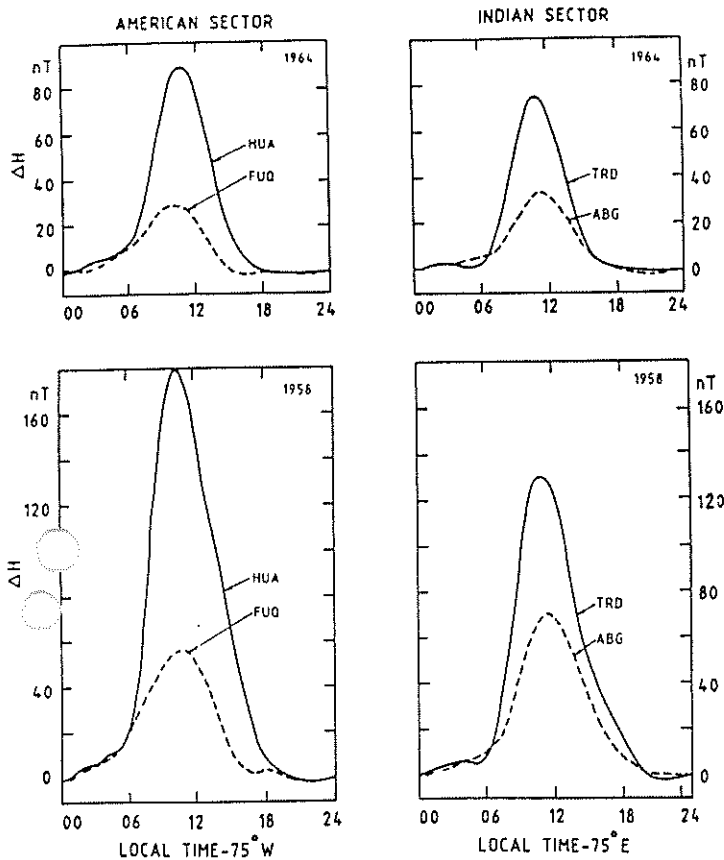 AMERICAN SECTOR
INDIAN SECTOR
nT
1964
80
60
40
20
0
ΔH
HUA
FUQ
00 06 12 18 24
1964
nT
80
60
40
20
0
TRD
ABG
00 06 12 18 24
nT
1958
160
120
40
0
ΔH
HUA
FUQ
00 06 12 18 24
LOCAL TIME-75°W
1958
nT
160
120
80
40
0
TRD
ABG
00 06 12 18 24
LOCAL TIME-75°E